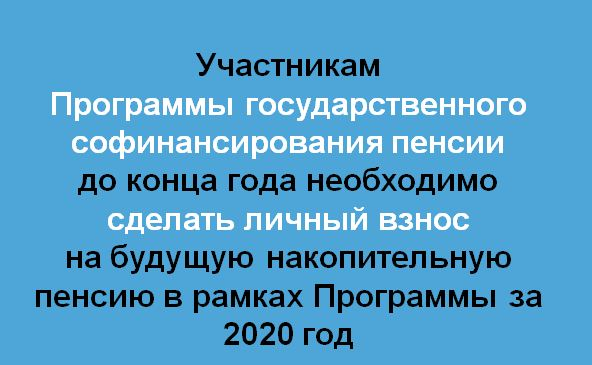 Участникам
Программы государственного
софинансирования пенсии
до конца года необходимо
сделать личный взнос
на будущую накопительную
пенсию в рамках Программы за
2020 год